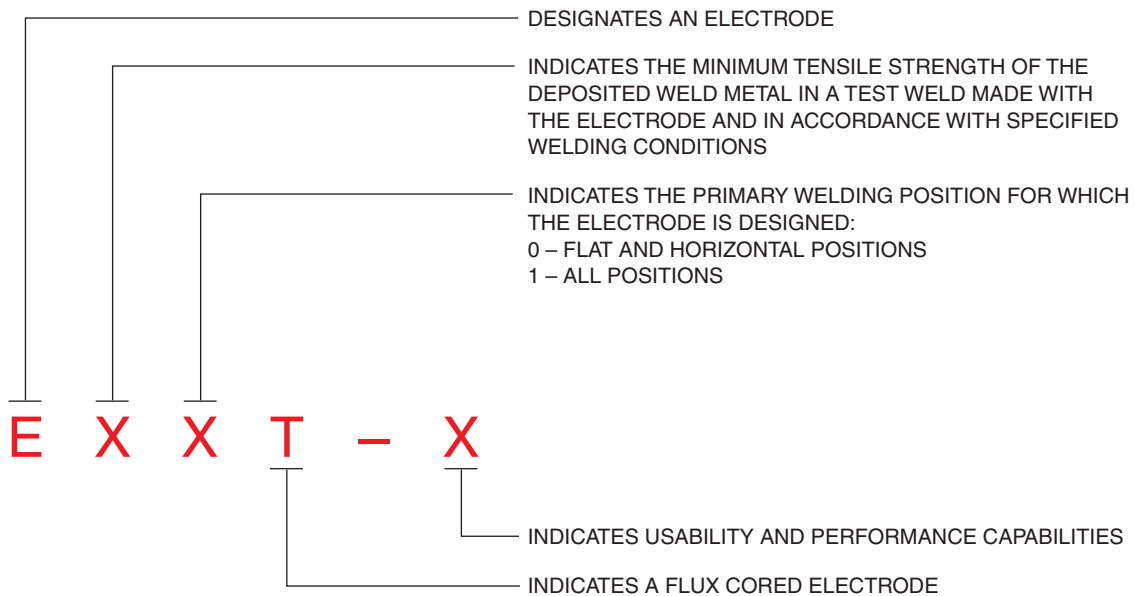 DESIGNATES AN ELECTRODE
INDICATES THE MINIMUM TENSILE STRENGTH OF THE
DEPOSITED WELD METAL IN A TEST WELD MADE WITH
THE ELECTRODE AND IN ACCORDANCE WITH SPECIFIED
WELDING CONDITIONS
INDICATES THE PRIMARY WELDING POSITION FOR WHICH
THE ELECTRODE IS DESIGNED:
0 – FLAT AND HORIZONTAL POSITIONS
1 – ALL POSITIONS
E X X T – X
INDICATES USABILITY AND PERFORMANCE CAPABILITIES
INDICATES A FLUX CORED ELECTRODE